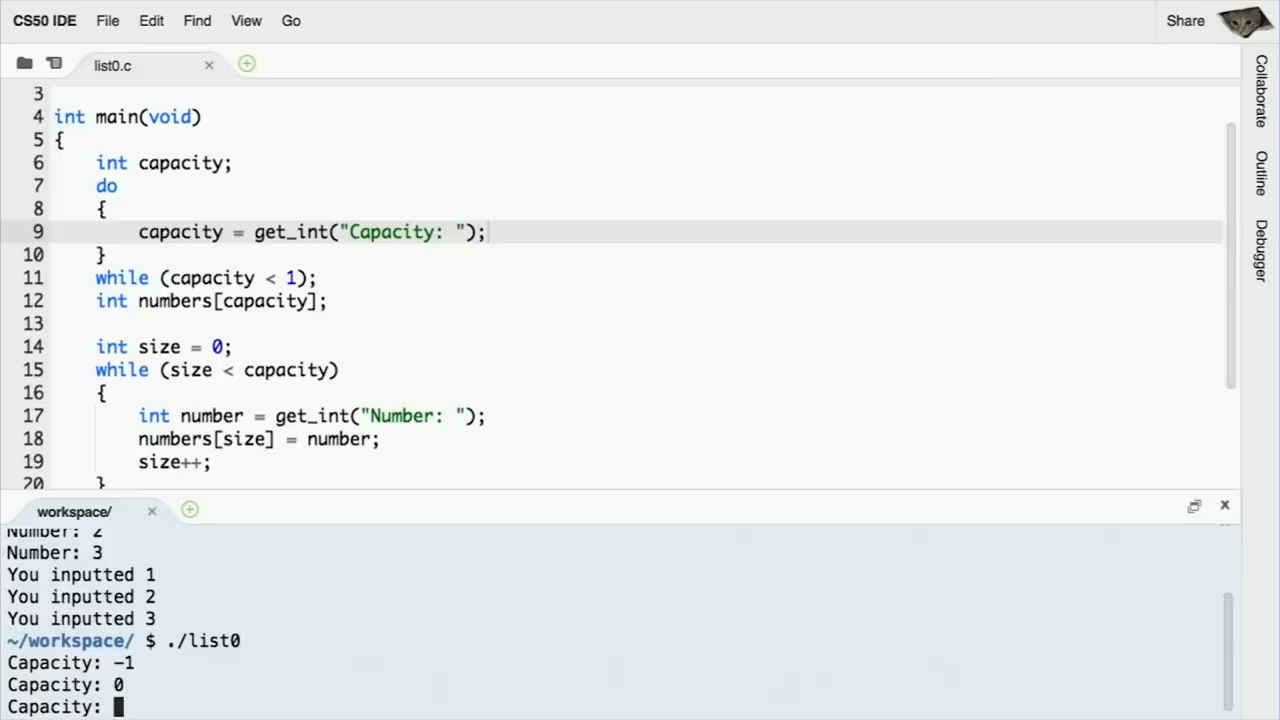 CS50 IDE File Edit Find View Go Share
list0.c
3
4 int main(void)
5 {
6 int capacity;
7 do
8 {
9 capacity = get_int("Capacity: ");
10 }
11 while (capacity < 1);
12 int numbers[capacity];
13
14 int size = 0;
15 while (size < capacity)
16 {
17 int number = get_int("Number: ");
18 numbers[size] = number;
19 size++;
20 }
Collaborate
Outline
Debugger
workspace/
Number: 2
Number: 3
You inputted 1
You inputted 2
You inputted 3
~/workspace/ $ ./list0
Capacity: -1
Capacity: 0
Capacity: